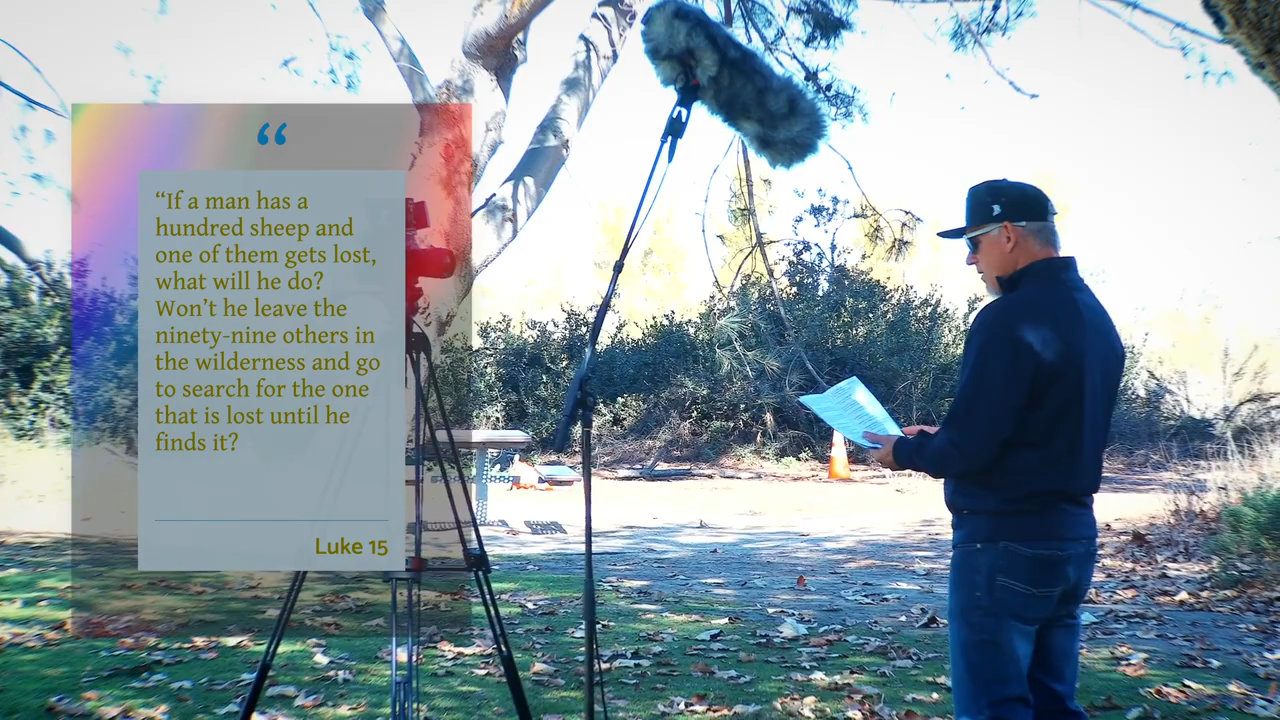 “
“If a man has a
hundred sheep and
one of them gets lost,
what will he do?
Won’t he leave the
ninety-nine others in
the wilderness and go
to search for the one
that is lost until he
finds it?
Luke 15